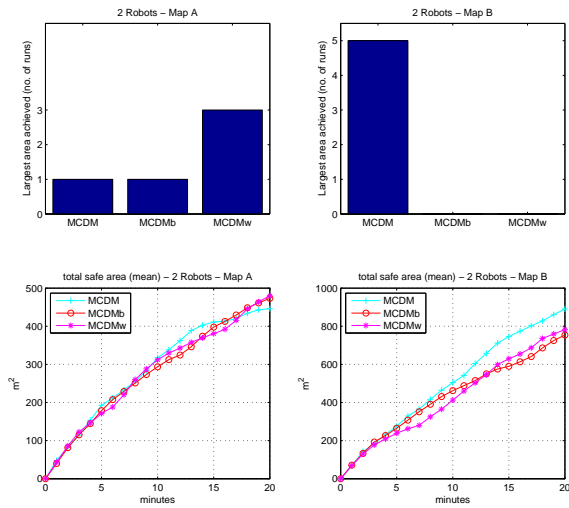 2 Robots – Map A
Largest area achieved (no. of runs)
3
2
1
0
MCDM MCDMb MCDMw
2 Robots – Map B
Largest area achieved (no. of runs)
5
4
3
2
1
0
MCDM MCDMb MCDMw
total safe area (mean) – 2 Robots – Map A
MCDM
MCDMb
MCDMw
m2
500
400
300
200
100
0
0 5 10 15 20
minutes
total safe area (mean) – 2 Robots – Map B
MCDM
MCDMb
MCDMw
m2
1000
800
600
400
200
0
0 5 10 15 20
minutes